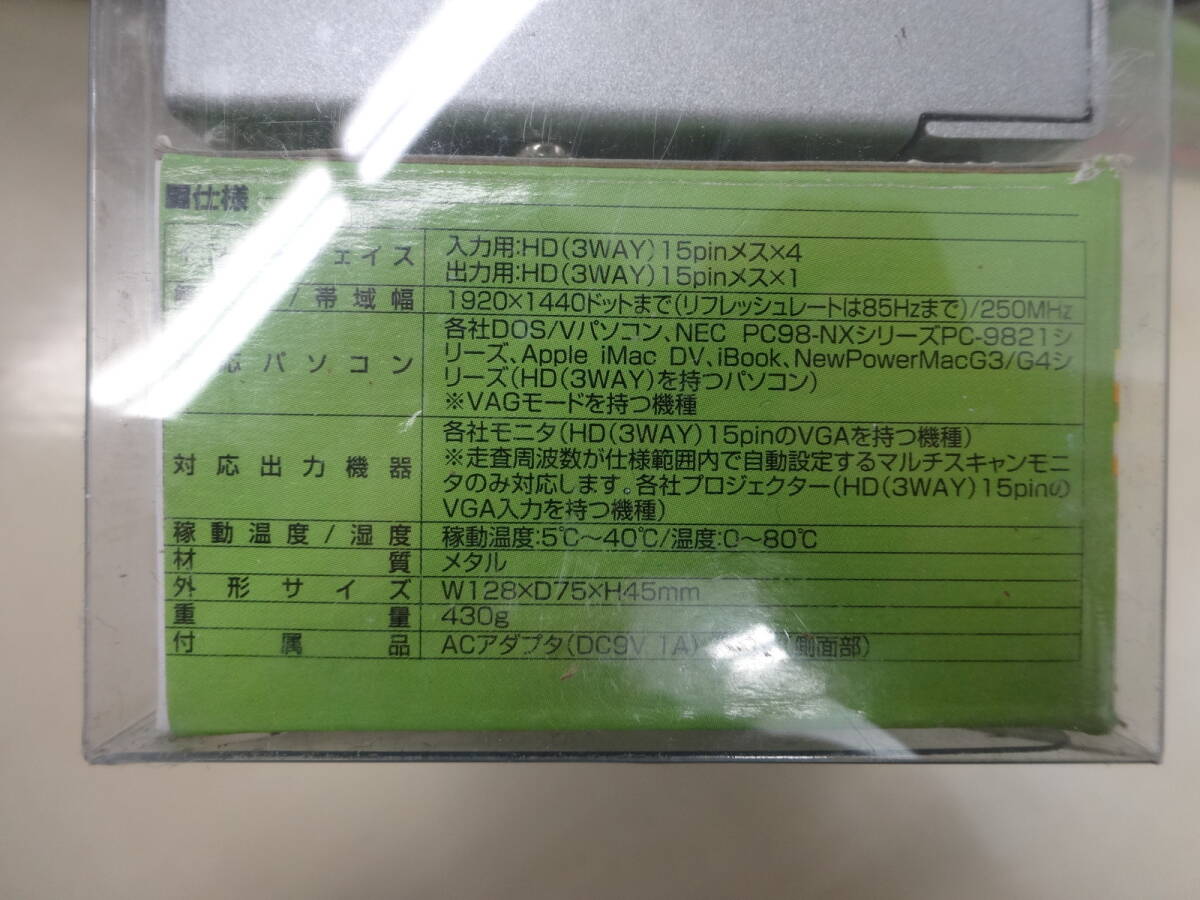 ■仕様
ェイス 入力用:HD(3WAY)15pinメス×4
出力用:HD(3WAY)15pinメス×1
/帯域幅 1920×1440ドットまで(リフレッシュレートは85Hzまで)/250MHz
応パソコン 各社DOS/Vパソコン、NEC PC98-NXシリーズPC-9821シ
リーズ、Apple iMac DV、iBook、NewPowerMacG3/G4シ
リーズ(HD(3WAY)を持つパソコン)
※VAGモードを持つ機種
対応出力機器 各社モニタ(HD(3WAY)15pinのVGAを持つ機種)
※走査周波数が仕様範囲内で自動設定するマルチスキャンモニ
タのみ対応します。各社プロジェクター(HD(3WAY)15pinの
VGA入力を持つ機種)
稼動温度/湿度 稼動温度:5℃〜40℃/温度:0〜80℃
材質 メタル
外形サイズ W128×D75×H45mm
重量 430g
付属品 ACアダプタ(DC9V 1A) 側面部)